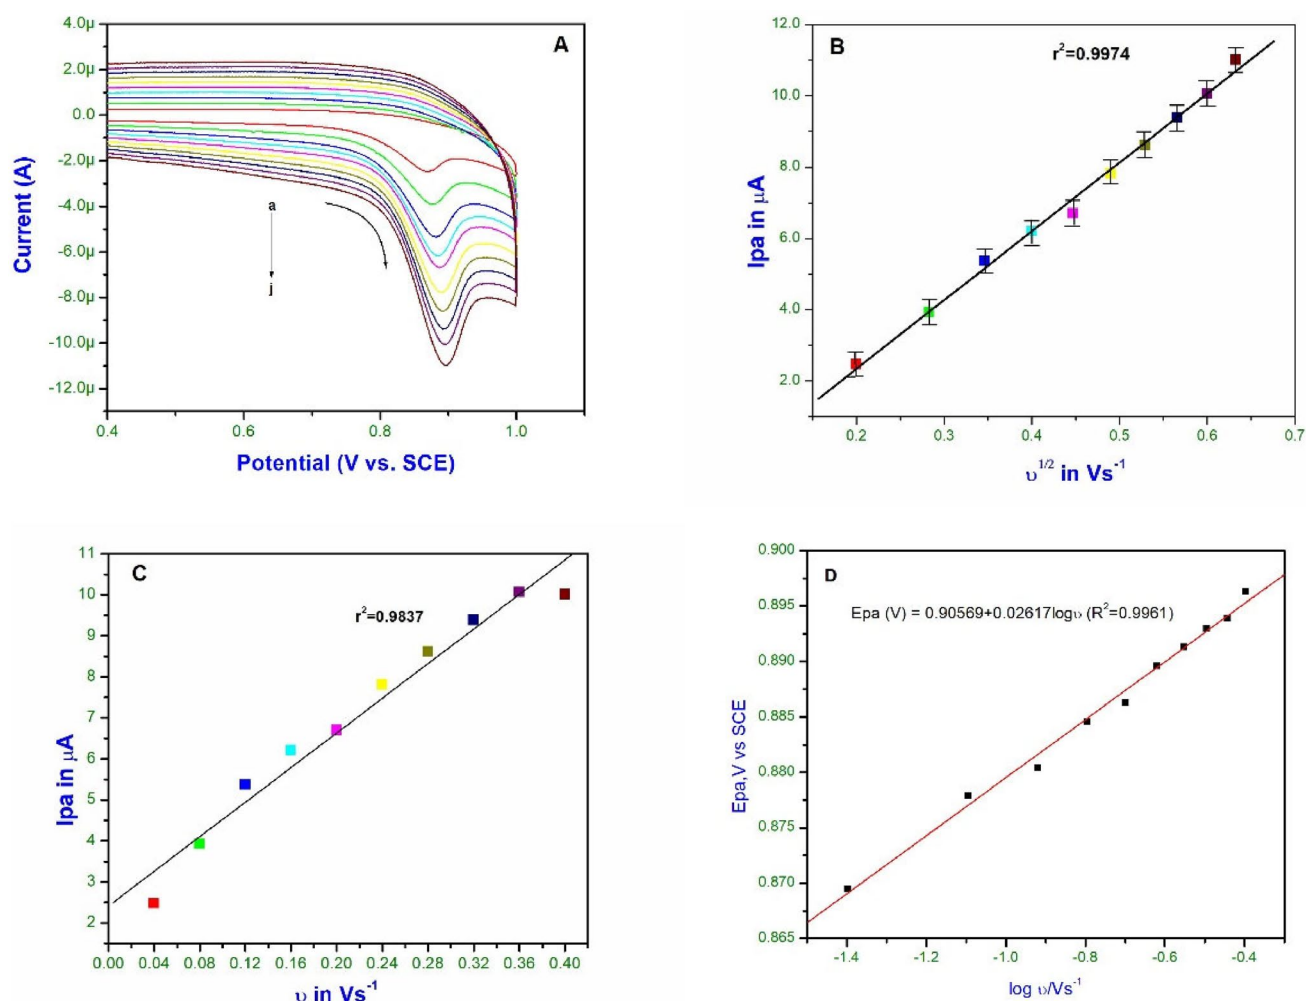 A
4.0µ
2.0µ
0.0
-2.0µ
-4.0µ
-6.0µ
-8.0µ
-10.0µ
-12.0µ
Current (A)
a
j
0.4
0.6
0.8
1.0
Potential (V vs. SCE)
B
r²=0.9974
12.0
10.0
8.0
6.0
4.0
2.0
Ipa in µA
0.2
0.3
0.4
0.5
0.6
0.7
υ^1/2 in Vs⁻¹
C
r²=0.9837
11
10
9
8
7
6
5
4
3
2
Ipa in µA
0.00
0.04
0.08
0.12
0.16
0.20
0.24
0.28
0.32
0.36
0.40
υ in Vs⁻¹
D
Epa (V) = 0.90569+0.02617logυ (R²=0.9961)
0.900
0.895
0.890
0.885
0.880
0.875
0.870
0.865
Epa,V vs SCE
-1.4
-1.2
-1.0
-0.8
-0.6
-0.4
log υ/Vs⁻¹